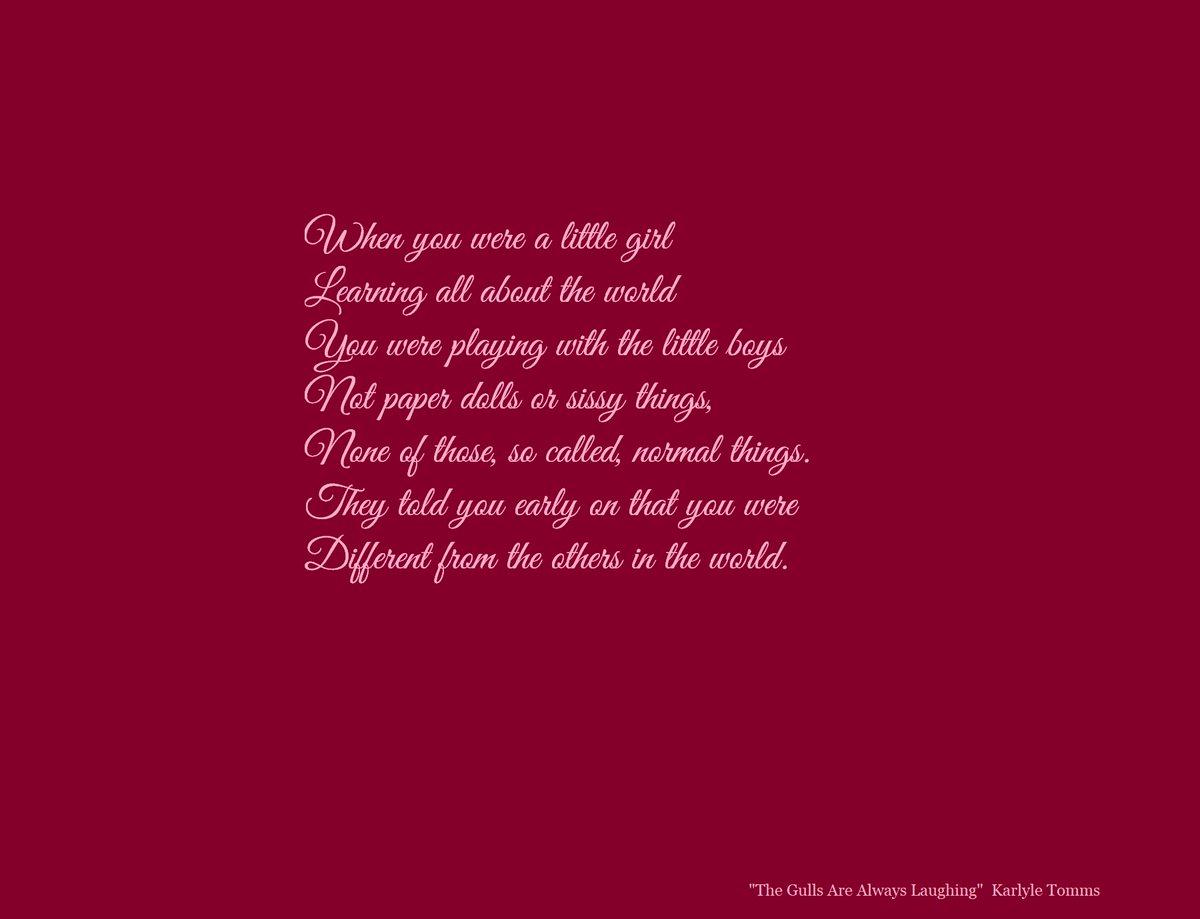 When you were a little girl
Learning all about the world
You were playing with the little boys
Not paper dolls or sissy things,
None of those, so called, normal things.
They told you early on that you were
Different from the others in the world.
"The Gulls Are Always Laughing"  Karlyle Tomms